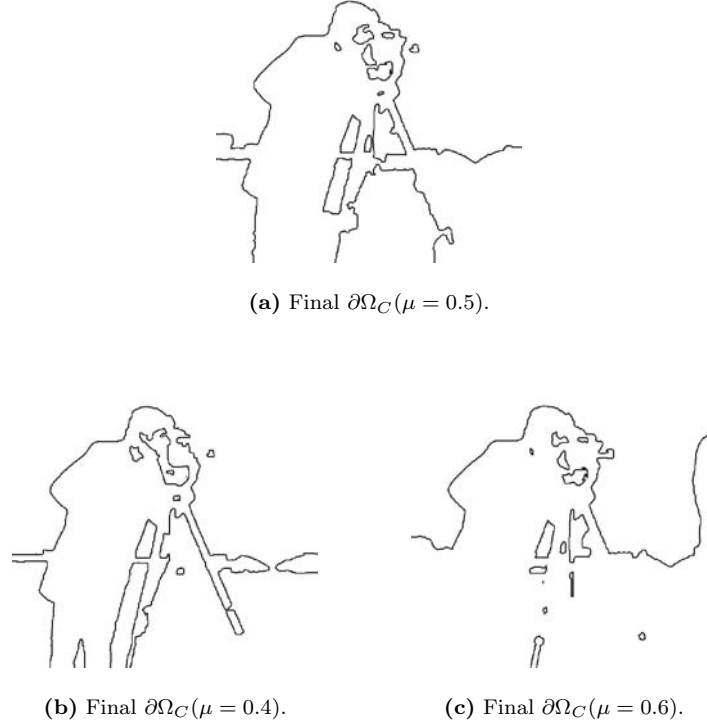 (a) Final ∂Ω_C(μ = 0.5).
(b) Final ∂Ω_C(μ = 0.4).
(c) Final ∂Ω_C(μ = 0.6).